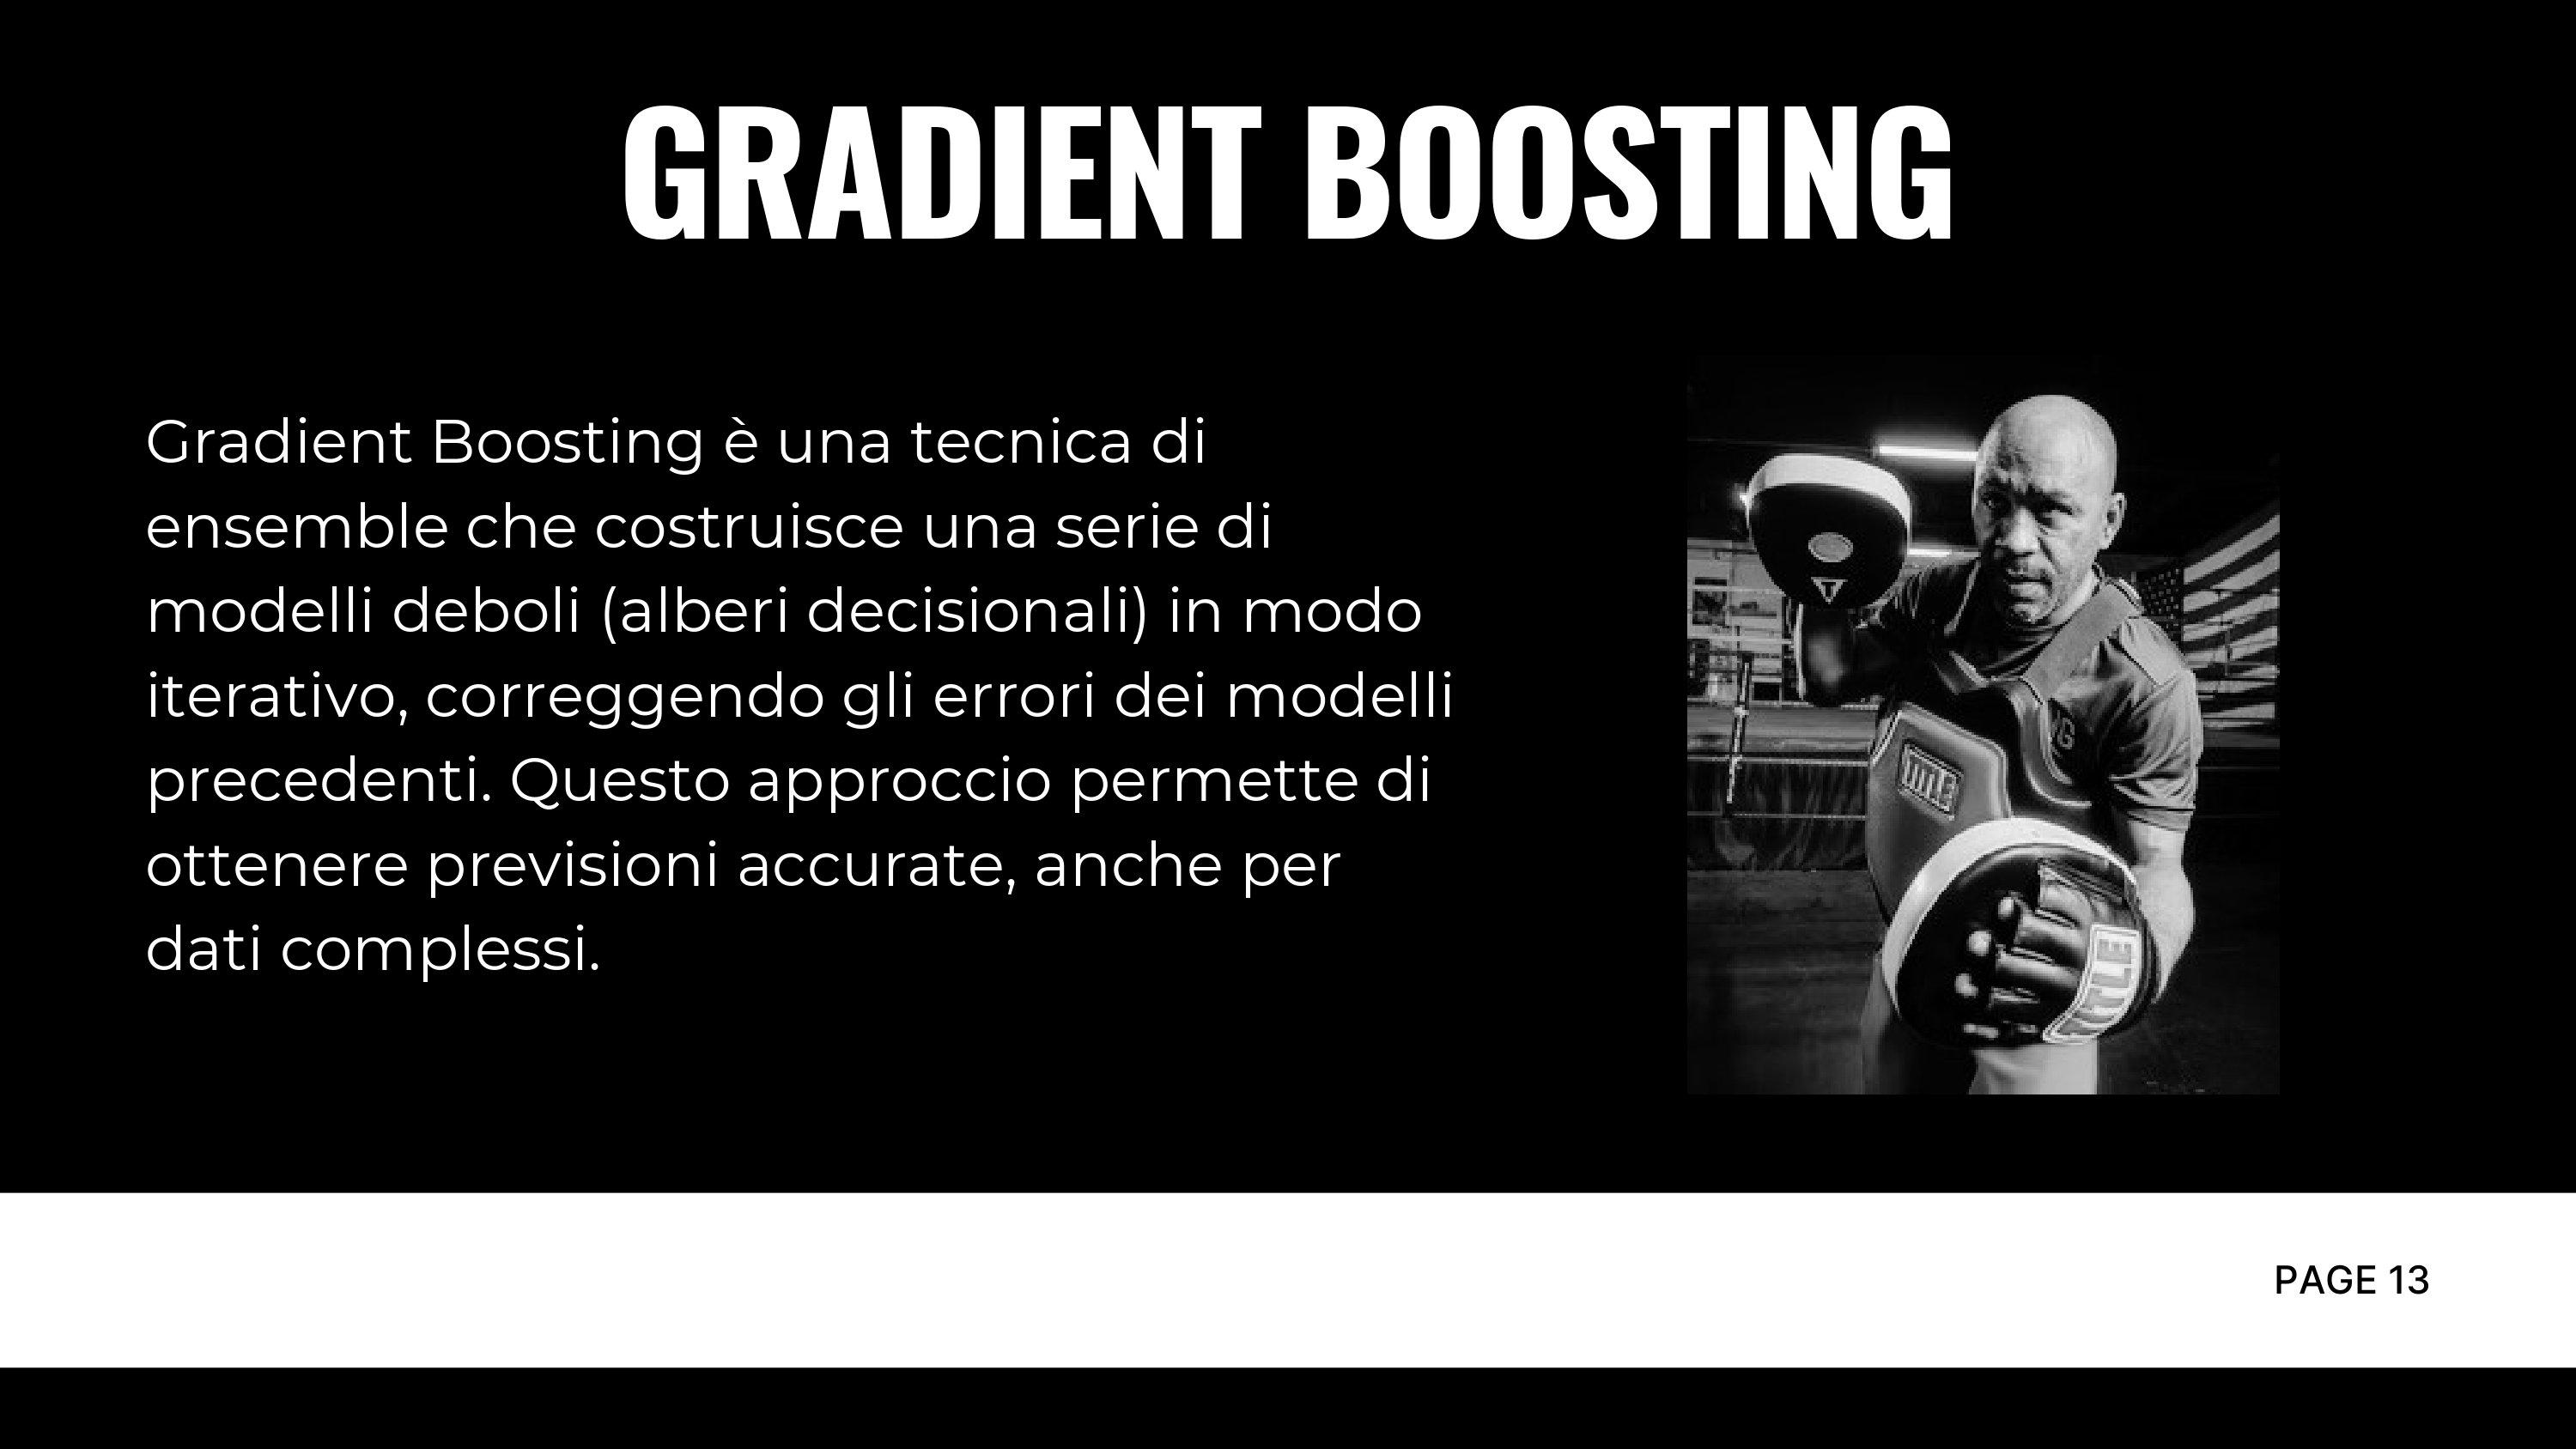 GRADIENT BOOSTING
Gradient Boosting è una tecnica di
ensemble che costruisce una serie di
modelli deboli (alberi decisionali) in modo
iterativo, correggendo gli errori dei modelli
precedenti. Questo approccio permette di
ottenere previsioni accurate, anche per
dati complessi.
TITLE
TITLE
PAGE 13